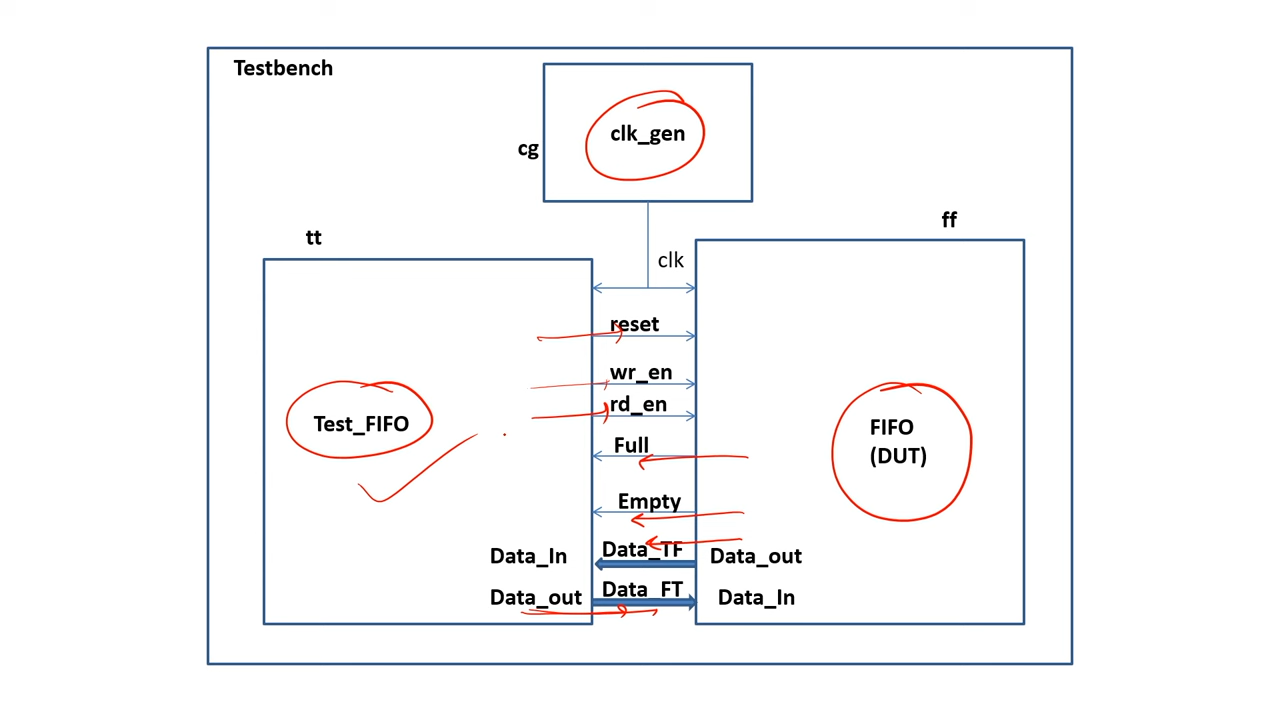 Testbench
clk_gen
cg
ff
tt
clk
reset
wr_en
rd_en
Full
Test_FIFO
FIFO
(DUT)
Empty
Data_In
Data_TF
Data_out
Data_out
Data_FT
Data_In